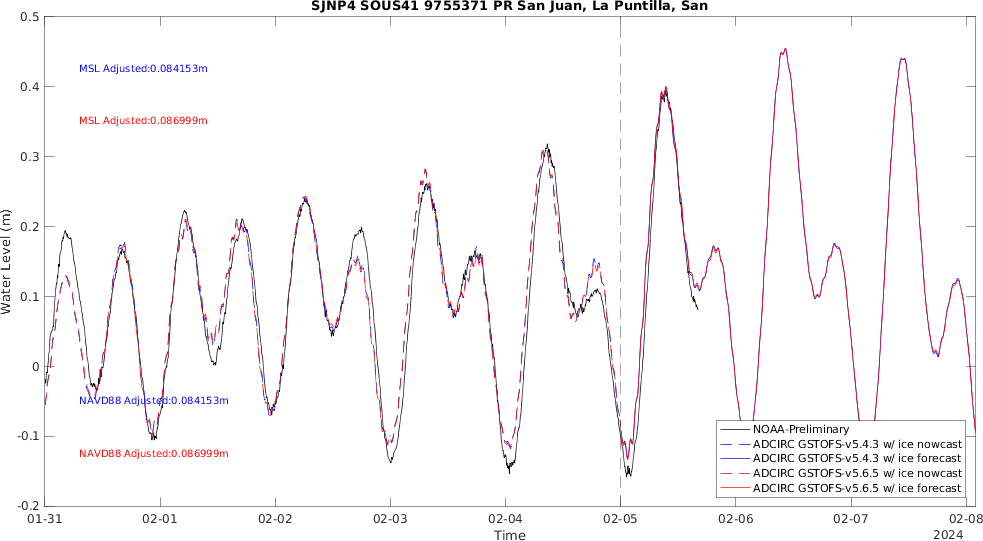 SJNP4 SOUS41 9755371 PR San Juan, La Puntilla, San
0.5
0.4
0.3
0.2
0.1
0
-0.1
-0.2
Water Level (m)
MSL Adjusted:0.084153m
MSL Adjusted:0.086999m
NAVD88 Adjusted:0.084153m
NAVD88 Adjusted:0.086999m
NOAA-Preliminary
ADCIRC GSTOFS-v5.4.3 w/ ice nowcast
ADCIRC GSTOFS-v5.4.3 w/ ice forecast
ADCIRC GSTOFS-v5.6.5 w/ ice nowcast
ADCIRC GSTOFS-v5.6.5 w/ ice forecast
01-31 02-01 02-02 02-03 02-04 02-05 02-06 02-07 02-08
Time
2024